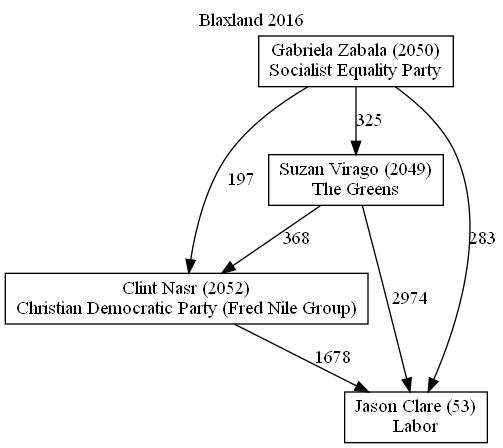 Blaxland 2016
Gabriela Zabala (2050)
Socialist Equality Party
325
Suzan Virago (2049)
The Greens
197
368
283
Clint Nasr (2052)
Christian Democratic Party (Fred Nile Group)
2974
1678
Jason Clare (53)
Labor